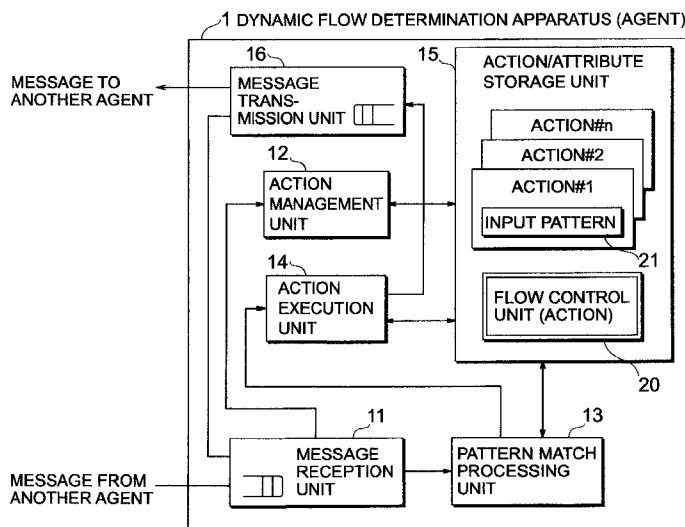 1 DYNAMIC FLOW DETERMINATION APPARATUS (AGENT)
16
15
MESSAGE TO
ANOTHER AGENT
MESSAGE
TRANS-
MISSION UNIT
ACTION/ATTRIBUTE
STORAGE UNIT
ACTION#n
ACTION#2
ACTION#1
INPUT PATTERN
21
12
ACTION
MANAGEMENT
UNIT
14
ACTION
EXECUTION
UNIT
FLOW CONTROL
UNIT (ACTION)
20
11
13
MESSAGE FROM
ANOTHER AGENT
MESSAGE
RECEPTION
UNIT
PATTERN MATCH
PROCESSING
UNIT